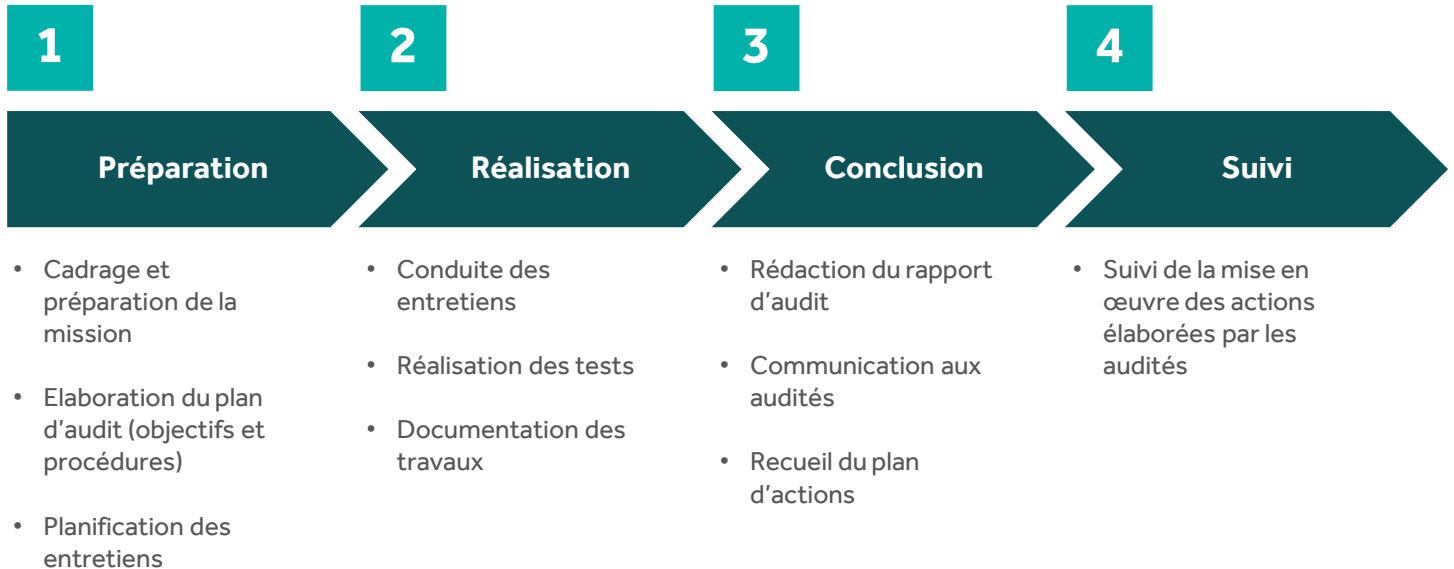 1
Préparation
• Cadrage et
préparation de la
mission
• Elaboration du plan
d’audit (objectifs et
procédures)
• Planification des
entretiens
2
Réalisation
• Conduite des
entretiens
• Réalisation des tests
• Documentation des
travaux
3
Conclusion
• Rédaction du rapport
d’audit
• Communication aux
audités
• Recueil du plan
d’actions
4
Suivi
• Suivi de la mise en
œuvre des actions
élaborées par les
audités